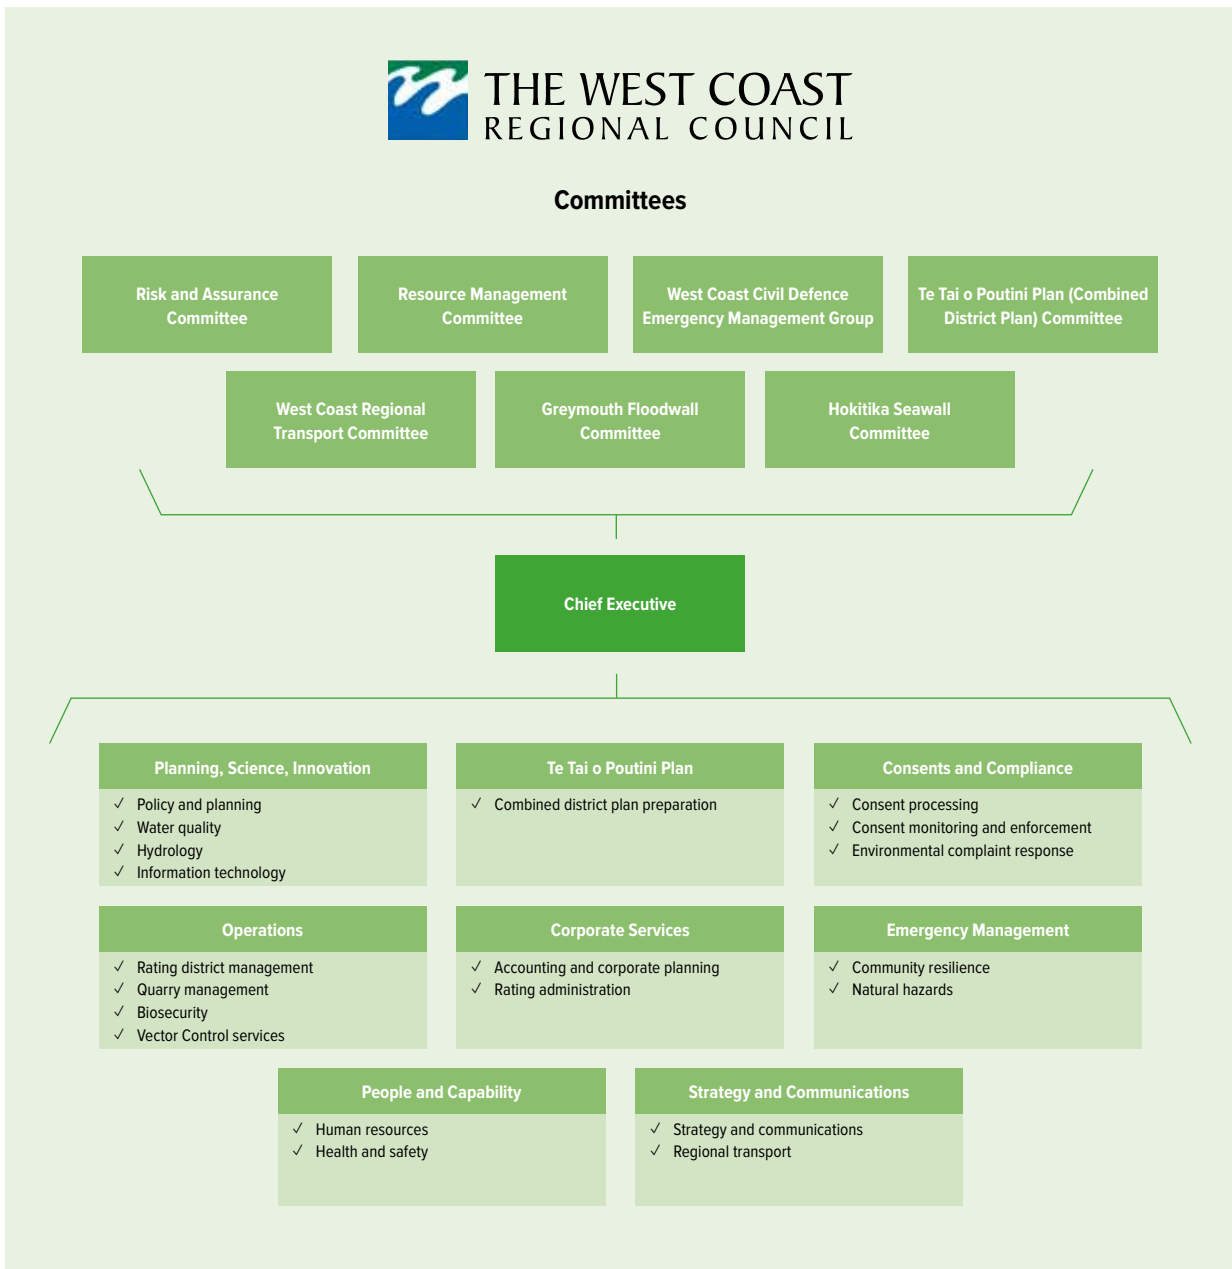 THE WEST COAST
REGIONAL COUNCIL
Committees
Risk and Assurance
Committee
Resource Management
Committee
West Coast Civil Defence
Emergency Management Group
Te Tai o Poutini Plan (Combined
District Plan) Committee
West Coast Regional
Transport Committee
Greymouth Floodwall
Committee
Hokitika Seawall
Committee
Chief Executive
Planning, Science, Innovation
✓ Policy and planning
✓ Water quality
✓ Hydrology
✓ Information technology
Te Tai o Poutini Plan
✓ Combined district plan preparation
Consents and Compliance
✓ Consent processing
✓ Consent monitoring and enforcement
✓ Environmental complaint response
Operations
✓ Rating district management
✓ Quarry management
✓ Biosecurity
✓ Vector Control services
Corporate Services
✓ Accounting and corporate planning
✓ Rating administration
Emergency Management
✓ Community resilience
✓ Natural hazards
People and Capability
✓ Human resources
✓ Health and safety
Strategy and Communications
✓ Strategy and communications
✓ Regional transport